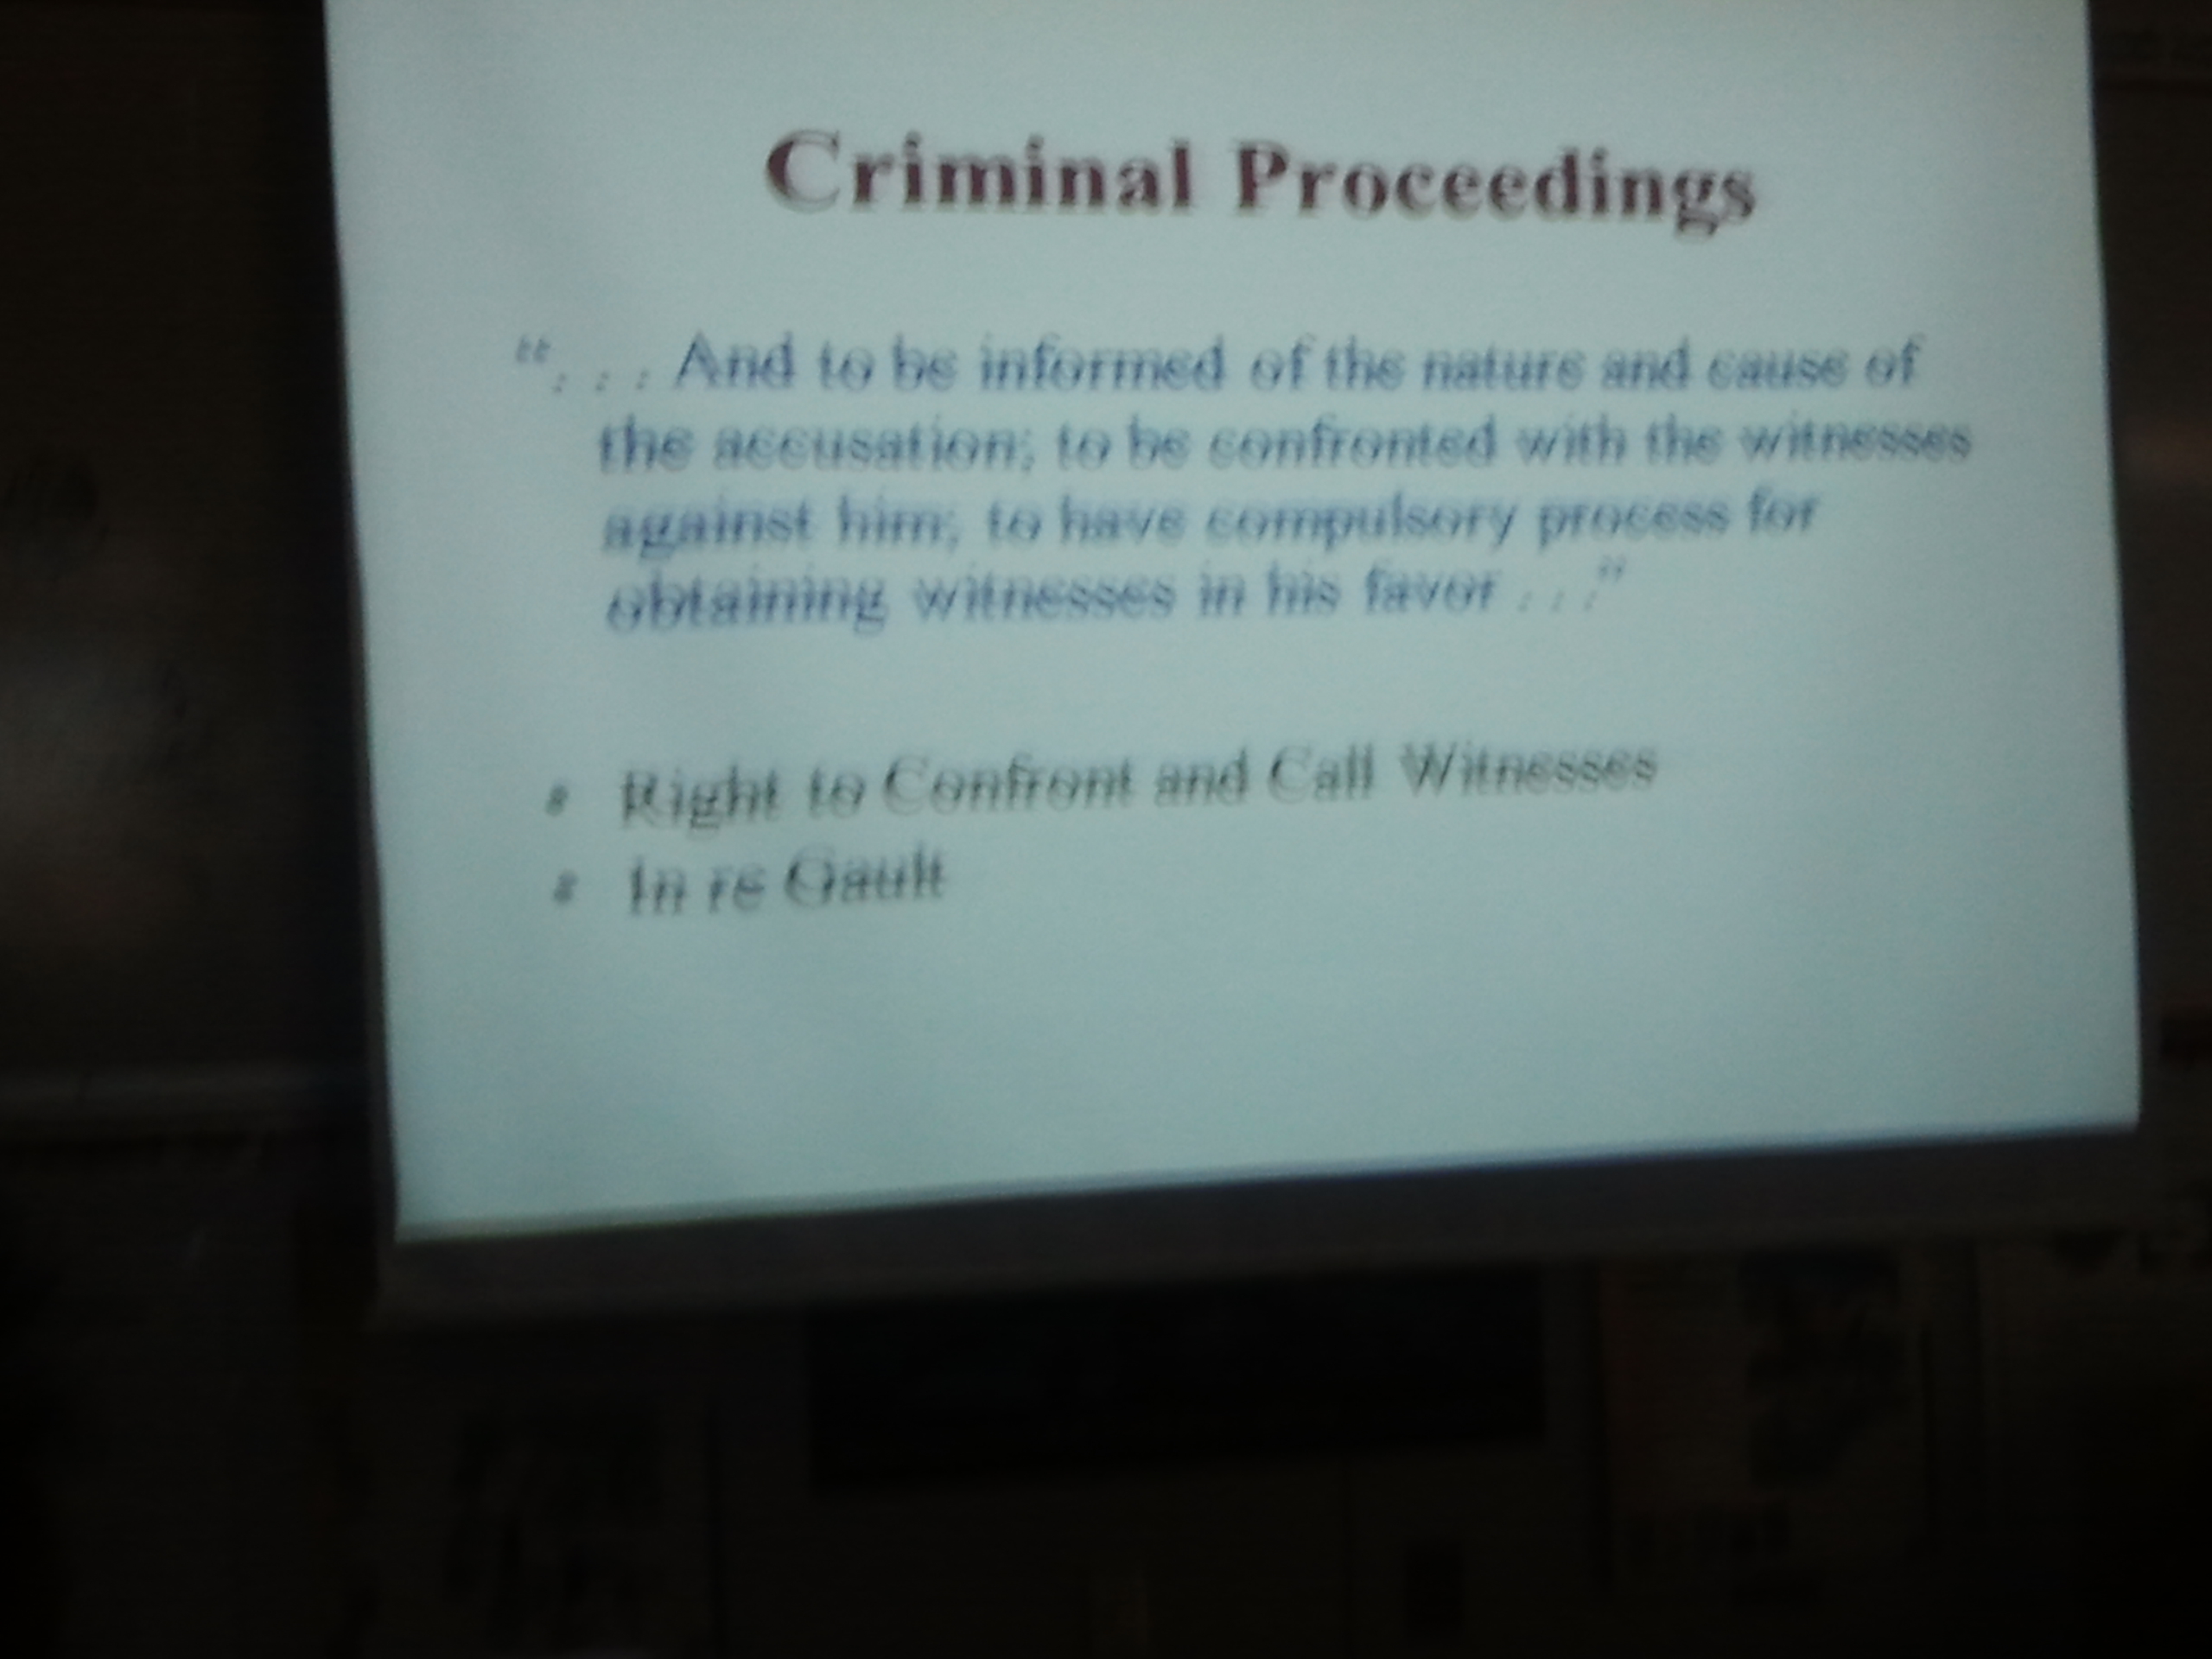 Criminal Proceedings
“. . . And to be informed of the nature and cause of
the accusation; to be confronted with the witnesses
against him; to have compulsory process for
obtaining witnesses in his favor . . .”
• Right to Confront and Call Witnesses
• In re Gault